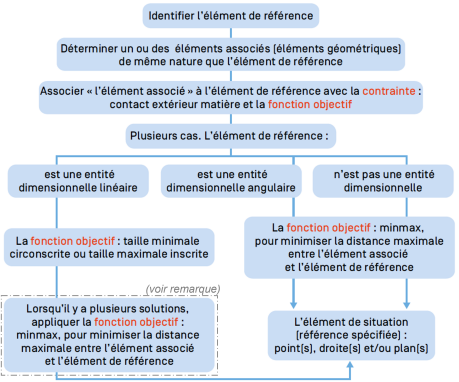 Identifier l'élément de référence
Déterminer un ou des éléments associés (éléments géométriques)
de même nature que l'élément de référence
Associer « l'élément associé » à l'élément de référence avec la contrainte :
contact extérieur matière et la fonction objectif
Plusieurs cas. L'élément de référence :
est une entité
dimensionnelle linéaire
est une entité
dimensionnelle angulaire
n'est pas une entité
dimensionnelle
La fonction objectif : taille minimale
circonscrite ou taille maximale inscrite
La fonction objectif : minmax,
pour minimiser la distance maximale
entre l'élément associé
et l'élément de référence
(voir remarque)
Lorsqu'il y a plusieurs solutions,
appliquer la fonction objectif :
minmax, pour minimiser la distance
maximale entre l'élément associé
et l'élément de référence
L'élément de situation
(référence spécifiée) :
point(s), droite(s) et/ou plan(s)